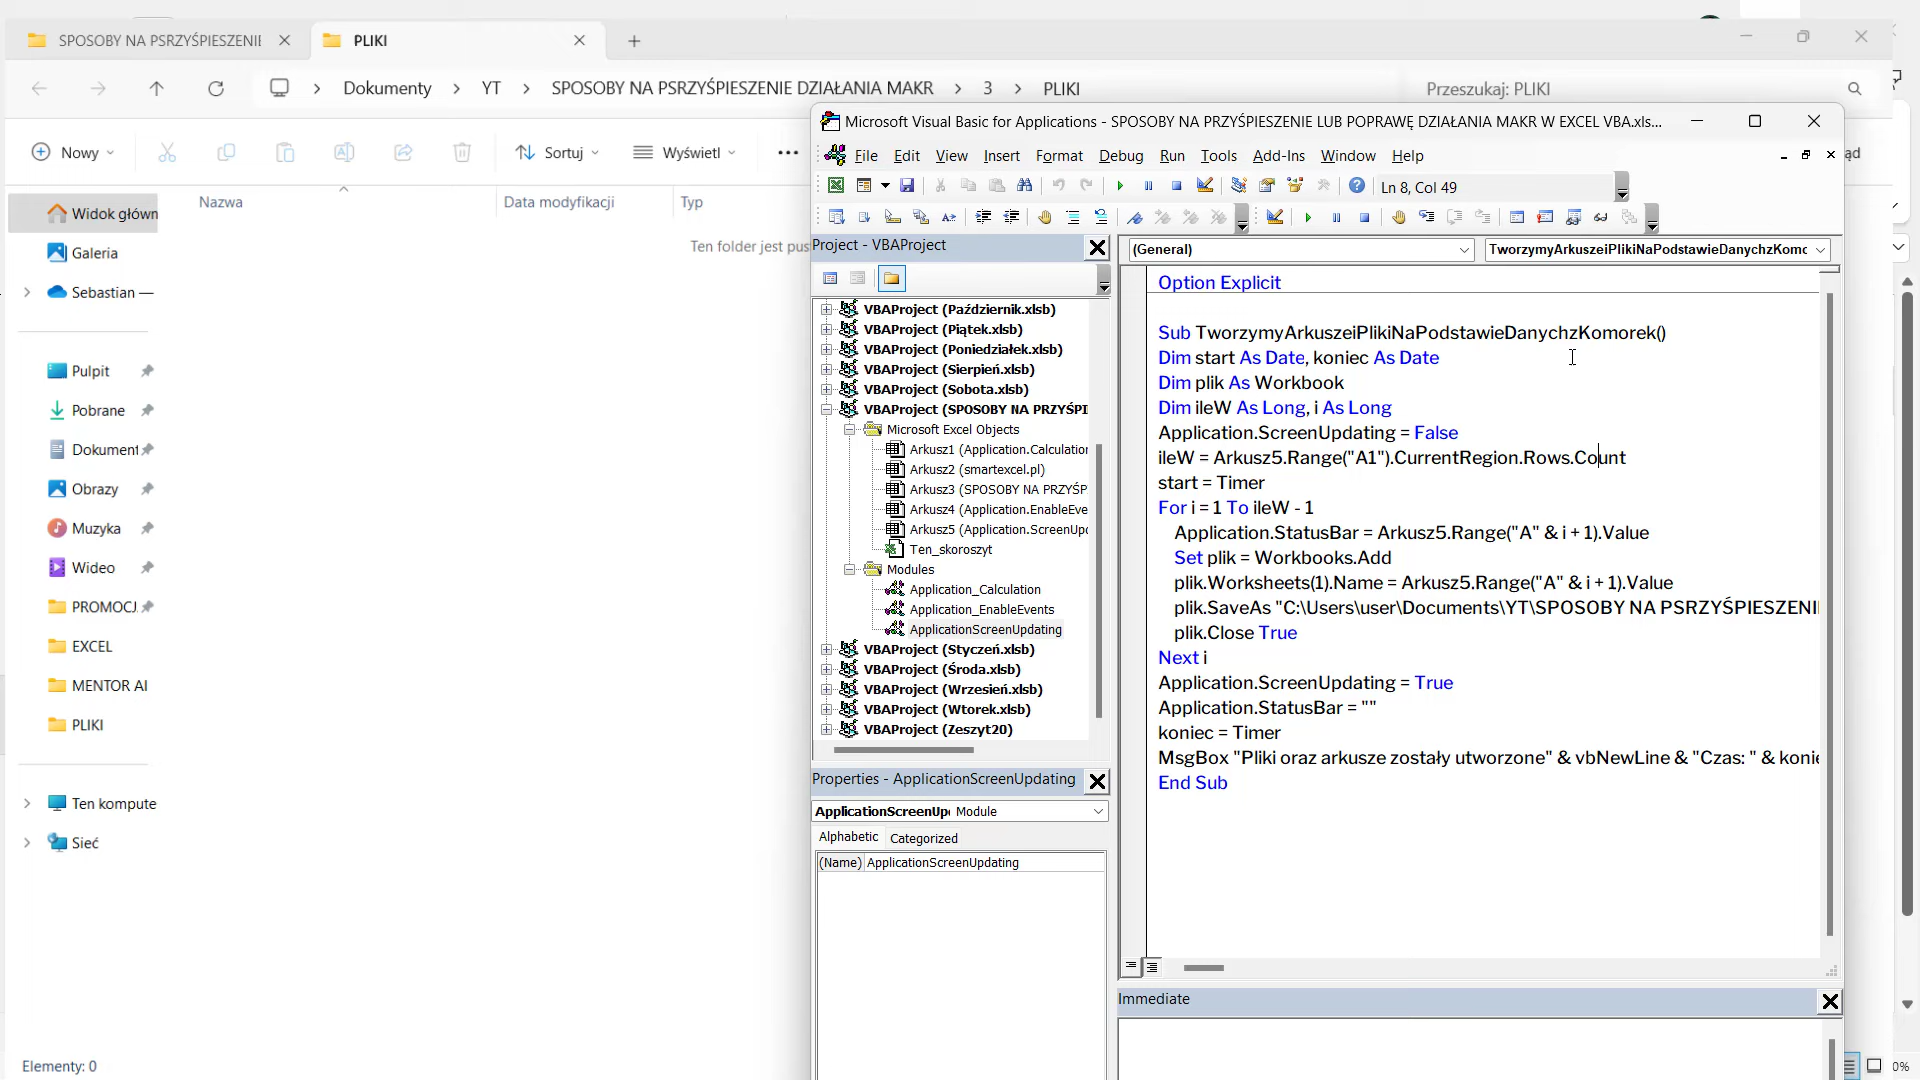 SPOSOBY NA PSRZYŚPIESZENIE
PLIKI
Dokumenty > YT > SPOSOBY NA PSRZYŚPIESZENIE DZIAŁANIA MAKR > 3 > PLIKI
Przeszukaj: PLIKI
Nowy
Sortuj
Wyświetl
Nazwa
Data modyfikacji
Typ
Ten folder jest pus
Widok główn
Galeria
Sebastian —
Pulpit
Pobrane
Dokument
Obrazy
Muzyka
Wideo
PROMOCJ
EXCEL
MENTOR AI
PLIKI
Ten kompute
Sieć
Elementy: 0
Microsoft Visual Basic for Applications - SPOSOBY NA PRZYŚPIESZENIE LUB POPRAWĘ DZIAŁANIA MAKR W EXCEL VBA.xls...
File Edit View Insert Format Debug Run Tools Add-Ins Window Help
Ln 8, Col 49
Project - VBAProject
VBAProject (Październik.xlsb)
VBAProject (Piątek.xlsb)
VBAProject (Poniedziałek.xlsb)
VBAProject (Sierpień.xlsb)
VBAProject (Sobota.xlsb)
VBAProject (SPOSOBY NA PRZYŚPI
Microsoft Excel Objects
Arkusz1 (Application.Calculation
Arkusz2 (smartexcel.pl)
Arkusz3 (SPOSOBY NA PRZYŚP
Arkusz4 (Application.EnableEve
Arkusz5 (Application.ScreenUpd
Ten_skoroszyt
Modules
Application_Calculation
Application_EnableEvents
ApplicationScreenUpdating
VBAProject (Styczeń.xlsb)
VBAProject (Środa.xlsb)
VBAProject (Wrzesień.xlsb)
VBAProject (Wtorek.xlsb)
VBAProject (Zeszyt20)
Properties - ApplicationScreenUpdating
ApplicationScreenUp Module
Alphabetic Categorized
(Name) ApplicationScreenUpdating
(General)
TworzymyArkuszeiPlikiNaPodstawieDanychzKomo
Option Explicit
Sub TworzymyArkuszeiPlikiNaPodstawieDanychzKomorek()
Dim start As Date, koniec As Date
Dim plik As Workbook
Dim ileW As Long, i As Long
Application.ScreenUpdating = False
ileW = Arkusz5.Range("A1").CurrentRegion.Rows.Count
start = Timer
For i = 1 To ileW - 1
Application.StatusBar = Arkusz5.Range("A" & i + 1).Value
Set plik = Workbooks.Add
plik.Worksheets(1).Name = Arkusz5.Range("A" & i + 1).Value
plik.SaveAs "C:\Users\user\Documents\YT\SPOSOBY NA PSRZYŚPIESZENI
plik.Close True
Next i
Application.ScreenUpdating = True
Application.StatusBar = ""
koniec = Timer
MsgBox "Pliki oraz arkusze zostały utworzone" & vbNewLine & "Czas: " & konie
End Sub
Immediate
ąd
0%